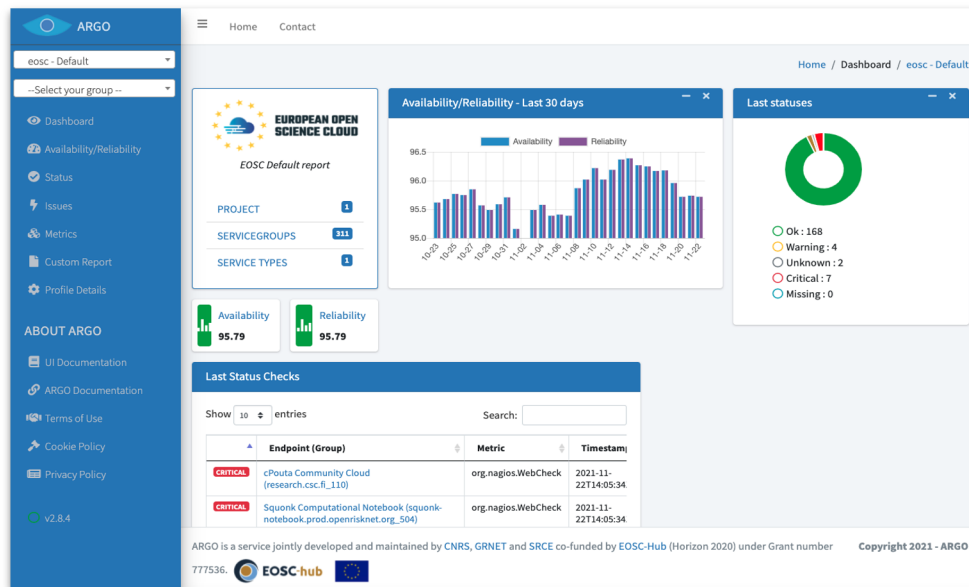 ARGO
Home Contact
eosc - Default
--Select your group --
Dashboard
Availability/Reliability
Status
Issues
Metrics
Custom Report
Profile Details
ABOUT ARGO
UI Documentation
ARGO Documentation
Terms of Use
Cookie Policy
Privacy Policy
v2.8.4
Home / Dashboard / eosc - Default
EUROPEAN OPEN
SCIENCE CLOUD
EOSC Default report
PROJECT 1
SERVICEGROUPS 311
SERVICE TYPES 1
Availability/Reliability - Last 30 days
Availability Reliability
96.5
96.0
95.5
95.0
10-23 10-25 10-27 10-29 10-31 11-02 11-04 11-06 11-08 11-10 11-12 11-14 11-16 11-18 11-20 11-22
Last statuses
Ok : 168
Warning : 4
Unknown : 2
Critical : 7
Missing : 0
Availability
95.79
Reliability
95.79
Last Status Checks
Show 10 entries Search:
Endpoint (Group) Metric Timestam
CRITICAL cPouta Community Cloud org.nagios.WebCheck 2021-11-
(research.csc.fi_110) 22T14:05:34.
CRITICAL Squonk Computational Notebook (squonk- org.nagios.WebCheck 2021-11-
notebook.prod.openrisknet.org_504) 22T14:05:34.
ARGO is a service jointly developed and maintained by CNRS, GRNET and SRCE co-funded by EOSC-Hub (Horizon 2020) under Grant number Copyright 2021 - ARGO
777536. EOSC-hub